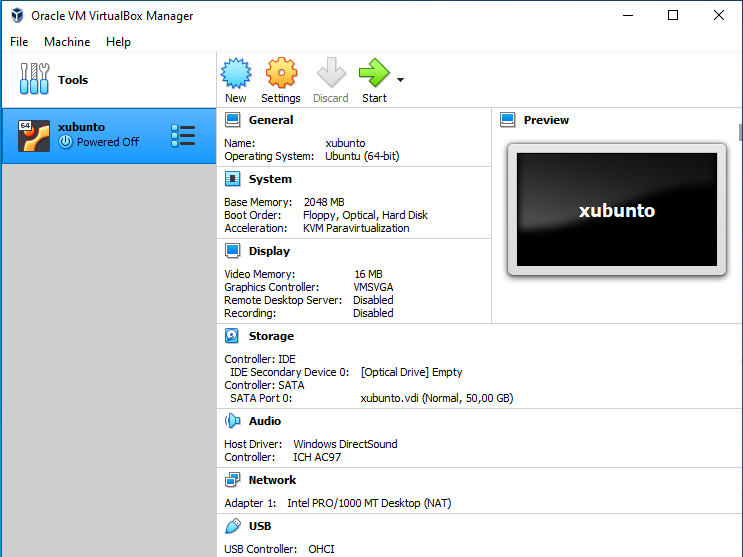 Oracle VM VirtualBox Manager
File Machine Help
Tools
New Settings Discard Start
64
xubunto
Powered Off
General
Name: xubunto
Operating System: Ubuntu (64-bit)
Preview
xubunto
System
Base Memory: 2048 MB
Boot Order: Floppy, Optical, Hard Disk
Acceleration: KVM Paravirtualization
Display
Video Memory: 16 MB
Graphics Controller: VMSVGA
Remote Desktop Server: Disabled
Recording: Disabled
Storage
Controller: IDE
IDE Secondary Device 0: [Optical Drive] Empty
Controller: SATA
SATA Port 0: xubunto.vdi (Normal, 50,00 GB)
Audio
Host Driver: Windows DirectSound
Controller: ICH AC97
Network
Adapter 1: Intel PRO/1000 MT Desktop (NAT)
USB
USB Controller: OHCI